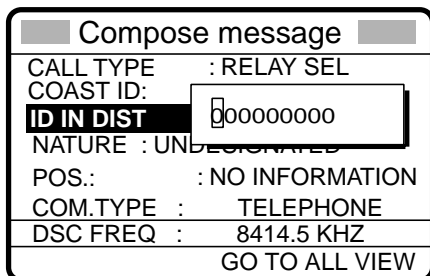 Compose message
CALL TYPE : RELAY SEL
COAST ID:
ID IN DIST 000000000
NATURE : UNDESIGNATED
POS.: : NO INFORMATION
COM.TYPE : TELEPHONE
DSC FREQ : 8414.5 KHZ
GO TO ALL VIEW